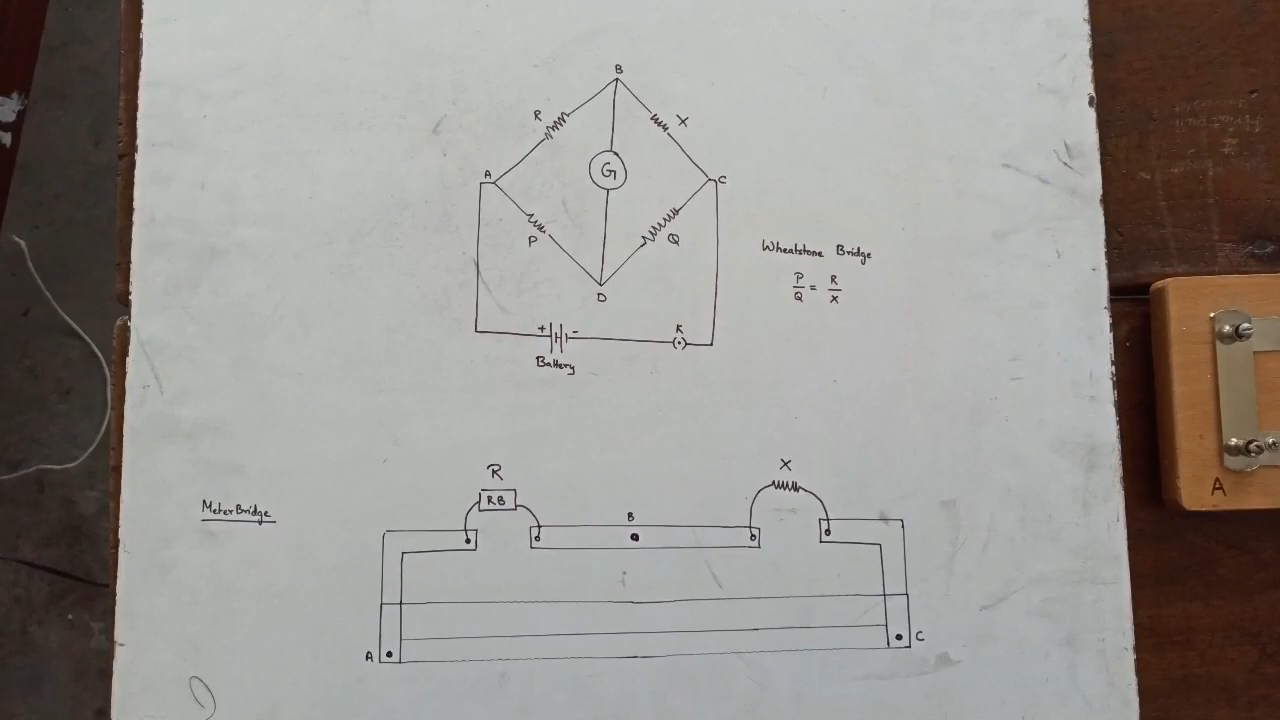 B
R
X
G
A
C
P
Q
D
Wheatstone Bridge
P/Q = R/X
+ -
K
Battery
R
X
RB
Meter Bridge
B
A
C
A